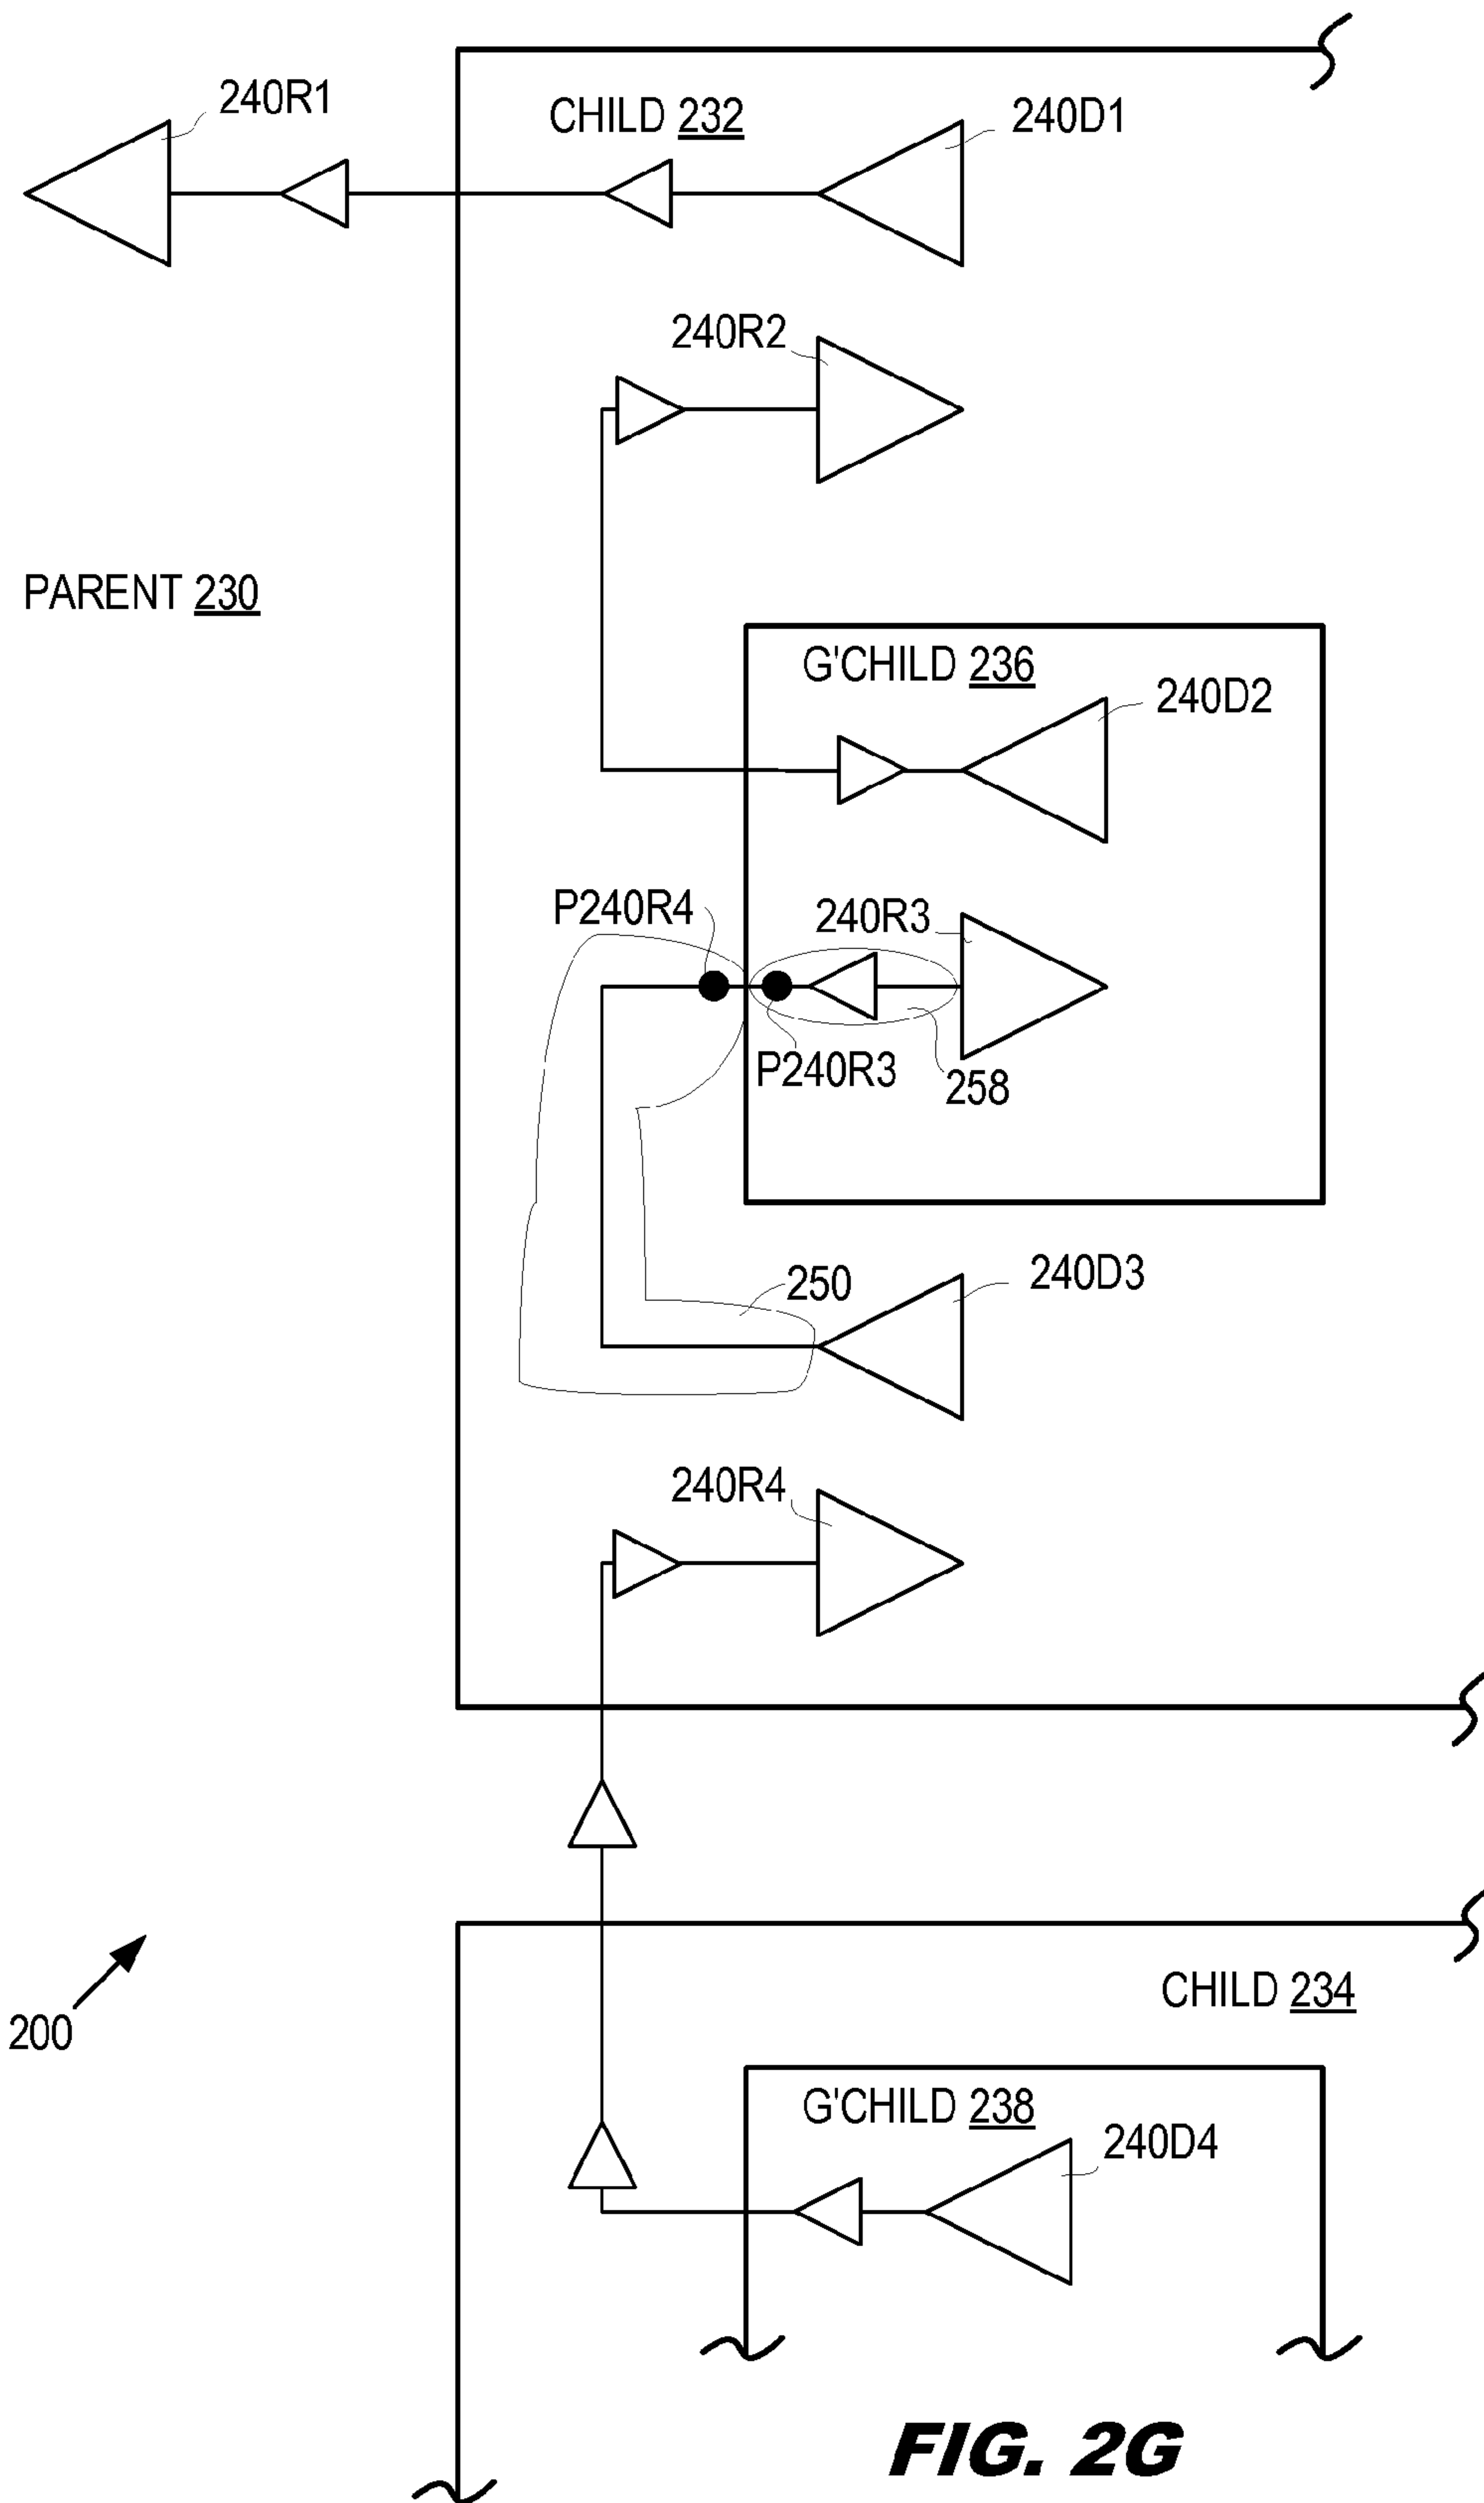 240R1
CHILD 232
240D1
240R2
PARENT 230
G'CHILD 236
240D2
P240R4
240R3
P240R3
258
250
240D3
240R4
CHILD 234
200
G'CHILD 238
240D4
FIG. 2G